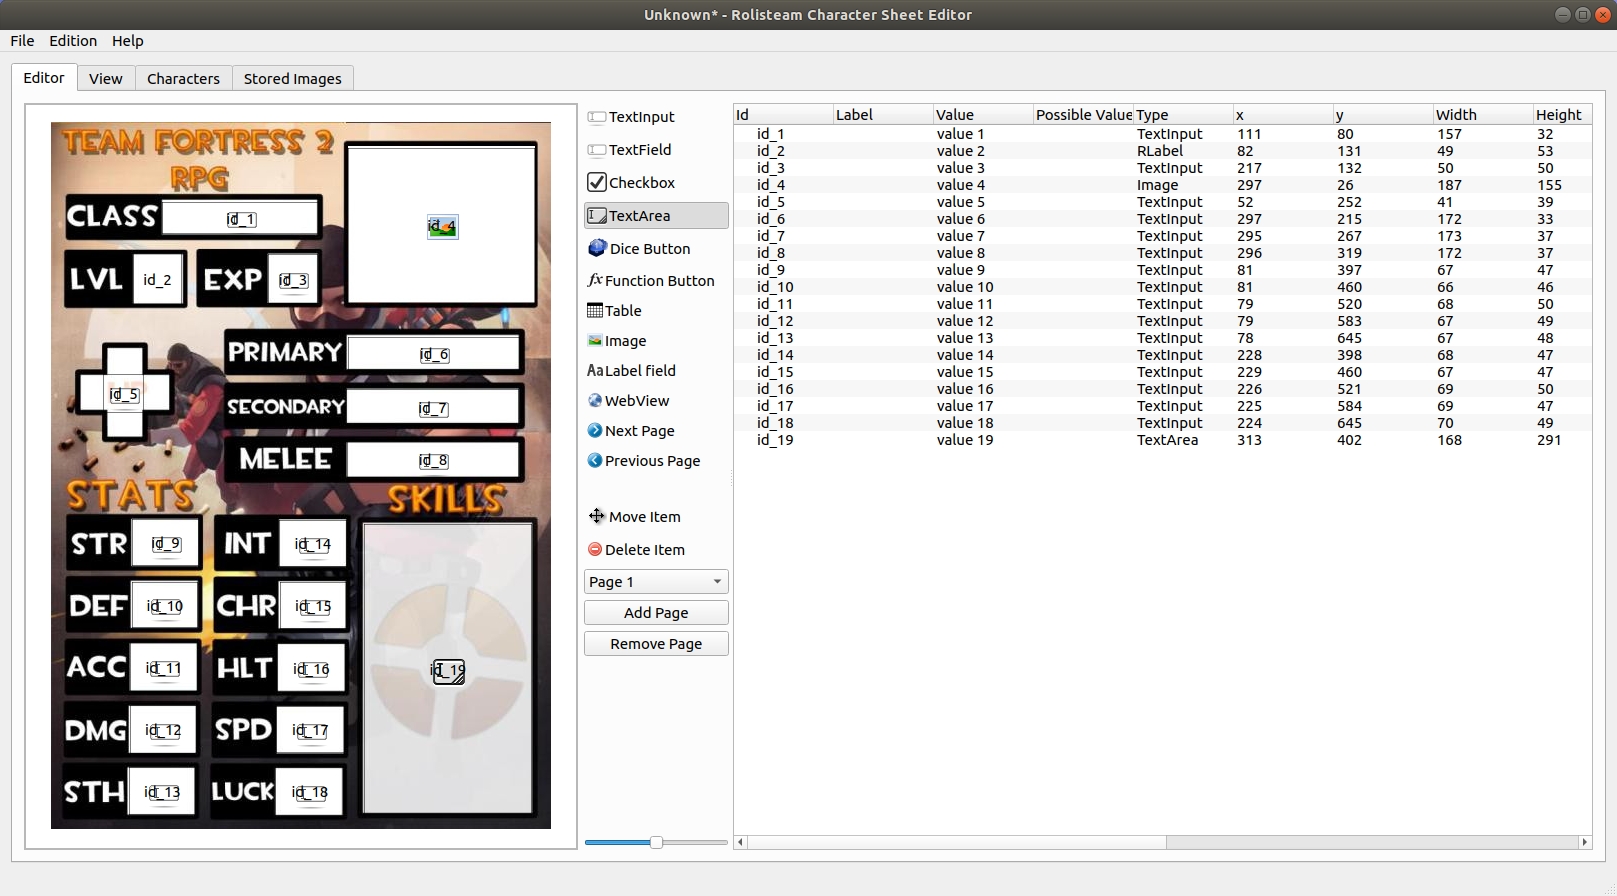 Unknown* - Rolisteam Character Sheet Editor
File Edition Help
Editor View Characters Stored Images
TEAM FORTRESS 2
RPG
CLASS id_1
id_4
LVL id_2 EXP id_3
PRIMARY id_6
id_5
SECONDARY id_7
MELEE id_8
STATS SKILLS
STR id_9 INT id_14
DEF id_10 CHR id_15
ACC id_11 HLT id_16
id_19
DMG id_12 SPD id_17
STH id_13 LUCK id_18
TextInput
TextField
Checkbox
TextArea
Dice Button
fx Function Button
Table
Image
Aa Label field
WebView
Next Page
Previous Page
Move Item
Delete Item
Page 1
Add Page
Remove Page
Id Label Value Possible Value Type x y Width Height
id_1 value 1 TextInput 111 80 157 32
id_2 value 2 RLabel 82 131 49 53
id_3 value 3 TextInput 217 132 50 50
id_4 value 4 Image 297 26 187 155
id_5 value 5 TextInput 52 252 41 39
id_6 value 6 TextInput 297 215 172 33
id_7 value 7 TextInput 295 267 173 37
id_8 value 8 TextInput 296 319 172 37
id_9 value 9 TextInput 81 397 67 47
id_10 value 10 TextInput 81 460 66 46
id_11 value 11 TextInput 79 520 68 50
id_12 value 12 TextInput 79 583 67 49
id_13 value 13 TextInput 78 645 67 48
id_14 value 14 TextInput 228 398 68 47
id_15 value 15 TextInput 229 460 67 47
id_16 value 16 TextInput 226 521 69 50
id_17 value 17 TextInput 225 584 69 47
id_18 value 18 TextInput 224 645 70 49
id_19 value 19 TextArea 313 402 168 291